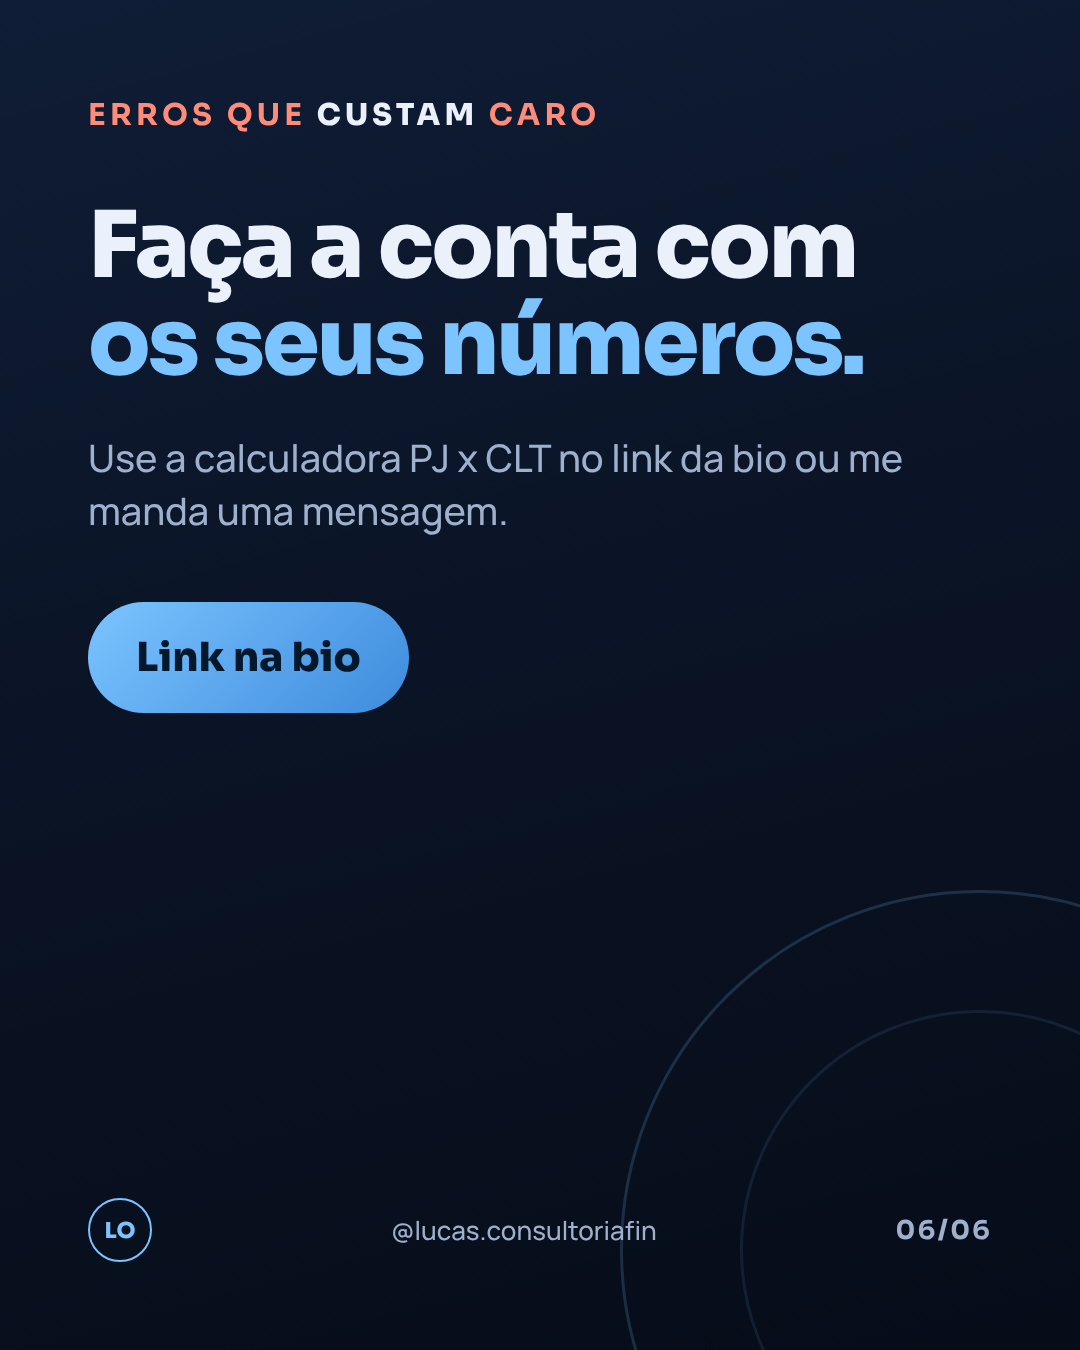 ERROS QUE CUSTAM CARO
Faça a conta com
os seus números.
Use a calculadora PJ x CLT no link da bio ou me
manda uma mensagem.
Link na bio
LO
@lucas.consultoriafin
06/06